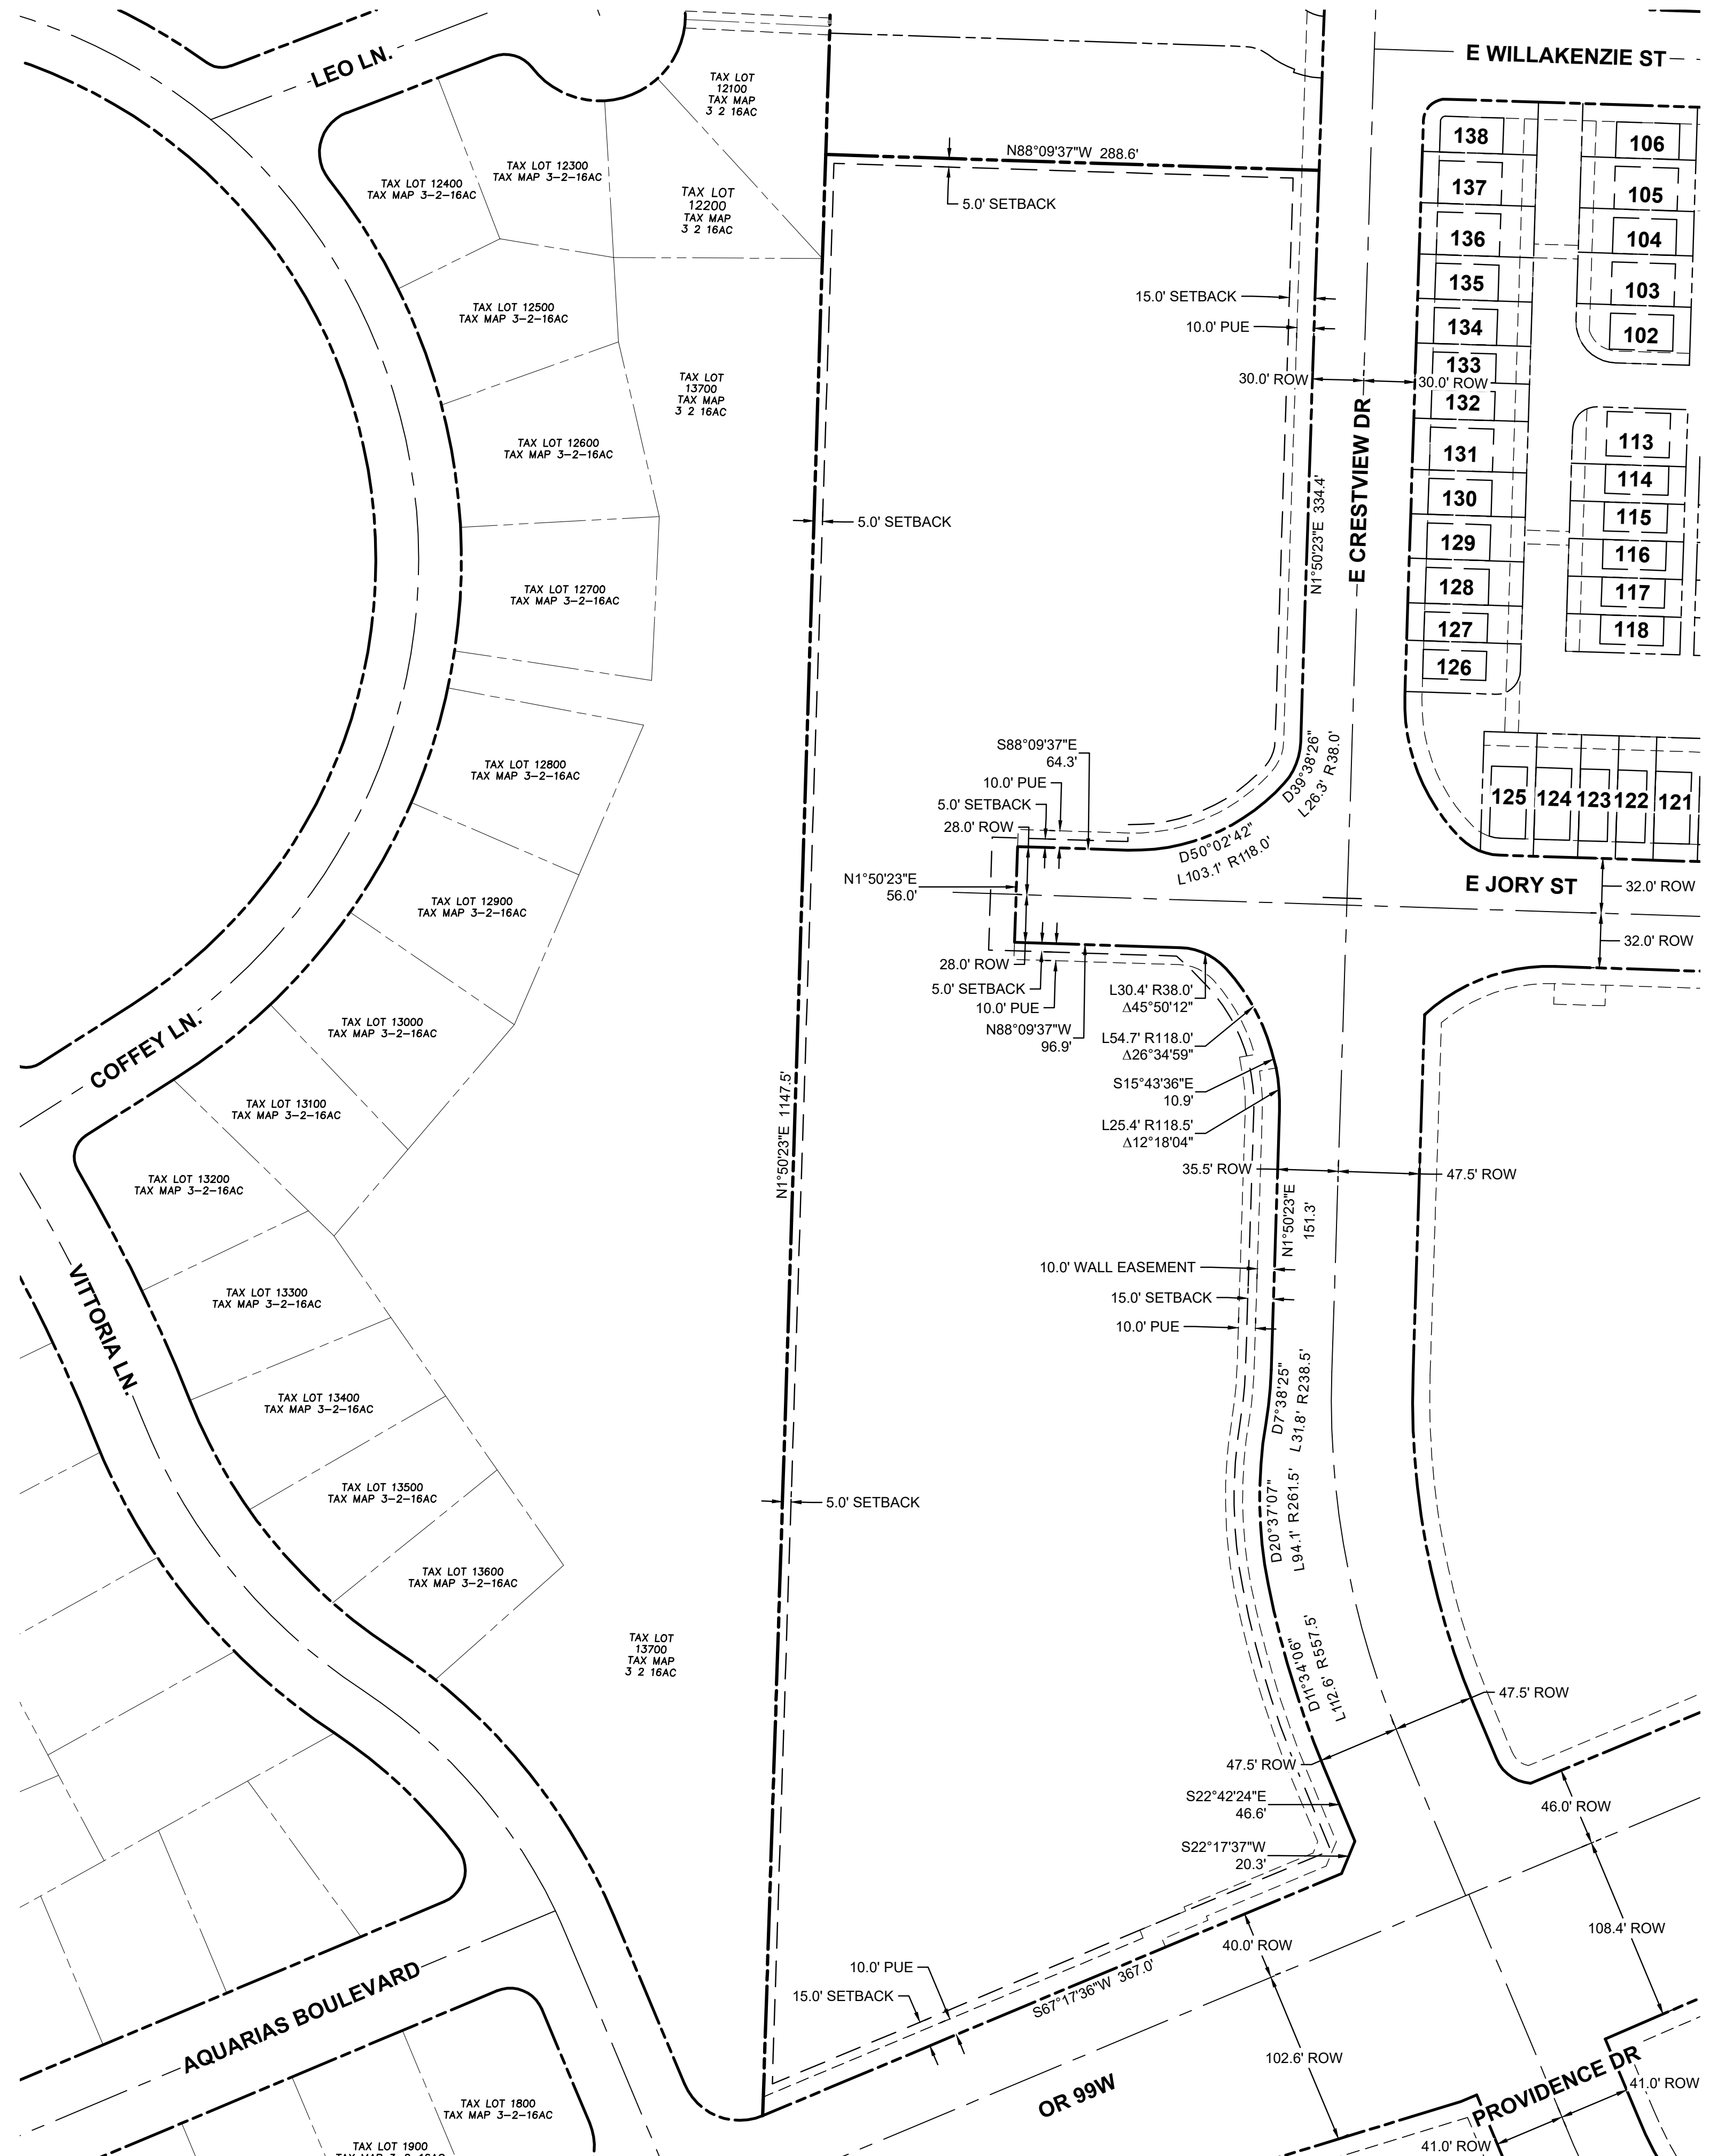 LEO LN.
E WILLAKENZIE ST
TAX LOT
12100
TAX MAP
3 2 16AC
TAX LOT 12300
TAX MAP 3-2-16AC
TAX LOT 12400
TAX MAP 3-2-16AC
TAX LOT
12200
TAX MAP
3 2 16AC
N88°09'37"W 288.6'
5.0' SETBACK
138
137
136
135
134
133
132
131
130
129
128
127
126
106
105
104
103
102
113
114
115
116
117
118
TAX LOT 12500
TAX MAP 3-2-16AC
15.0' SETBACK
10.0' PUE
30.0' ROW
30.0' ROW
TAX LOT
13700
TAX MAP
3 2 16AC
TAX LOT 12600
TAX MAP 3-2-16AC
E CRESTVIEW DR
N1°50'23"E 334.4'
5.0' SETBACK
TAX LOT 12700
TAX MAP 3-2-16AC
TAX LOT 12800
TAX MAP 3-2-16AC
S88°09'37"E
64.3'
10.0' PUE
5.0' SETBACK
28.0' ROW
D39°38'26"
L26.3' R38.0'
D50°02'42"
L103.1' R118.0'
125
124
123
122
121
N1°50'23"E
56.0'
E JORY ST
32.0' ROW
32.0' ROW
TAX LOT 12900
TAX MAP 3-2-16AC
28.0' ROW
5.0' SETBACK
10.0' PUE
N88°09'37"W
96.9'
L30.4' R38.0'
Δ45°50'12"
L54.7' R118.0'
Δ26°34'59"
S15°43'36"E
10.9'
L25.4' R118.5'
Δ12°18'04"
TAX LOT 13000
TAX MAP 3-2-16AC
COFFEY LN.
TAX LOT 13100
TAX MAP 3-2-16AC
N1°50'23"E 1147.5'
35.5' ROW
47.5' ROW
TAX LOT 13200
TAX MAP 3-2-16AC
N1°50'23"E
151.3'
10.0' WALL EASEMENT
15.0' SETBACK
10.0' PUE
TAX LOT 13300
TAX MAP 3-2-16AC
VITTORIA LN.
TAX LOT 13400
TAX MAP 3-2-16AC
D7°38'25"
L31.8' R238.5'
TAX LOT 13500
TAX MAP 3-2-16AC
5.0' SETBACK
D20°37'07"
L94.1' R261.5'
TAX LOT 13600
TAX MAP 3-2-16AC
TAX LOT
13700
TAX MAP
3 2 16AC
D11°34'06"
L112.6' R557.5'
47.5' ROW
47.5' ROW
S22°42'24"E
46.6'
46.0' ROW
S22°17'37"W
20.3'
108.4' ROW
40.0' ROW
10.0' PUE
15.0' SETBACK
S67°17'36"W 367.0'
AQUARIAS BOULEVARD
102.6' ROW
OR 99W
PROVIDENCE DR
41.0' ROW
41.0' ROW
TAX LOT 1800
TAX MAP 3-2-16AC
TAX LOT 1900
TAX MAP 3-2-16AC